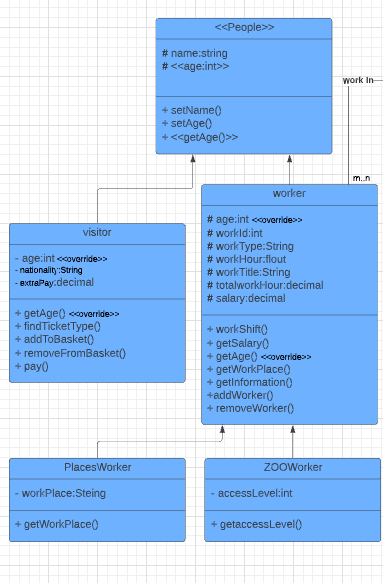 <<People>>
# name:string
# <<age:int>>
+ setName()
+ setAge()
+ <<getAge()>>
work in
m..n
worker
# age:int <<override>>
# workId:int
# workType:String
# workHour:flout
# workTitle:String
# totalworkHour:decimal
# salary:decimal
+workShift()
+ getSalary()
+ getAge() <<override>>
+ getWorkPlace()
+ getInformation()
+addWorker()
+ removeWorker()
visitor
- age:int <<override>>
- nationality:String
- extraPay:decimal
+ getAge() <<override>>
+ findTicketType()
+ addToBasket()
+ removeFromBasket()
+ pay()
PlacesWorker
- workPlace:Steing
+ getWorkPlace()
ZOOWorker
- accessLevel:int
+ getaccessLevel()